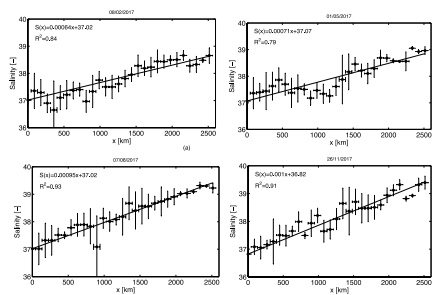 08/02/2017
S(x)=0.00064x+37.02
R²=0.84
Salinity [--]
40
39
38
37
36
0 500 1000 1500 2000 2500
x [km]
(a)
01/05/2017
S(x)=0.00071x+37.07
R²=0.79
Salinity [--]
40
39
38
37
36
0 500 1000 1500 2000 2500
x [km]
07/08/2017
S(x)=0.00095x+37.02
R²=0.93
Salinity [--]
40
39
38
37
36
0 500 1000 1500 2000 2500
x [km]
26/11/2017
S(x)=0.001x+36.82
R²=0.91
Salinity [--]
40
39
38
37
36
0 500 1000 1500 2000 2500
x [km]